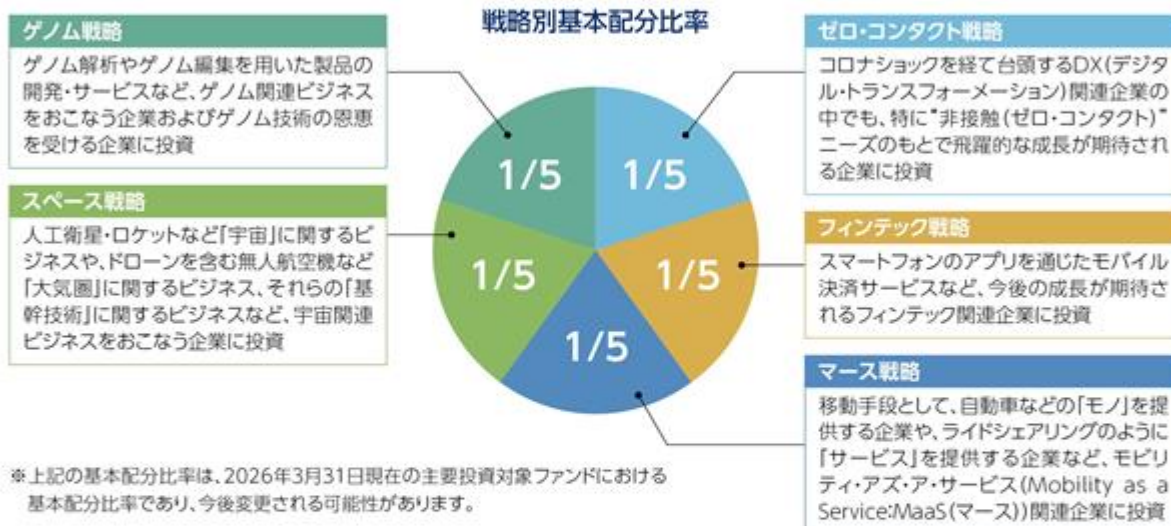 戦略別基本配分比率
ゲノム戦略
ゲノム解析やゲノム編集を用いた製品の
開発・サービスなど、ゲノム関連ビジネス
をおこなう企業およびゲノム技術の恩恵
を受ける企業に投資
スペース戦略
人工衛星・ロケットなど「宇宙」に関するビ
ジネスや、ドローンを含む無人航空機など
「大気圏」に関するビジネス、それらの「基
幹技術」に関するビジネスなど、宇宙関連
ビジネスをおこなう企業に投資
1/5
1/5
1/5
1/5
1/5
ゼロ・コンタクト戦略
コロナショックを経て台頭するDX(デジタ
ル・トランスフォーメーション)関連企業の
中でも、特に"非接触(ゼロ・コンタクト)"
ニーズのもとで飛躍的な成長が期待され
る企業に投資
フィンテック戦略
スマートフォンのアプリを通じたモバイル
決済サービスなど、今後の成長が期待さ
れるフィンテック関連企業に投資
マース戦略
移動手段として、自動車などの「モノ」を提
供する企業や、ライドシェアリングのように
「サービス」を提供する企業など、モビリ
ティ・アズ・ア・サービス(Mobility as a
Service:MaaS(マース))関連企業に投資
※上記の基本配分比率は、2026年3月31日現在の主要投資対象ファンドにおける
基本配分比率であり、今後変更される可能性があります。